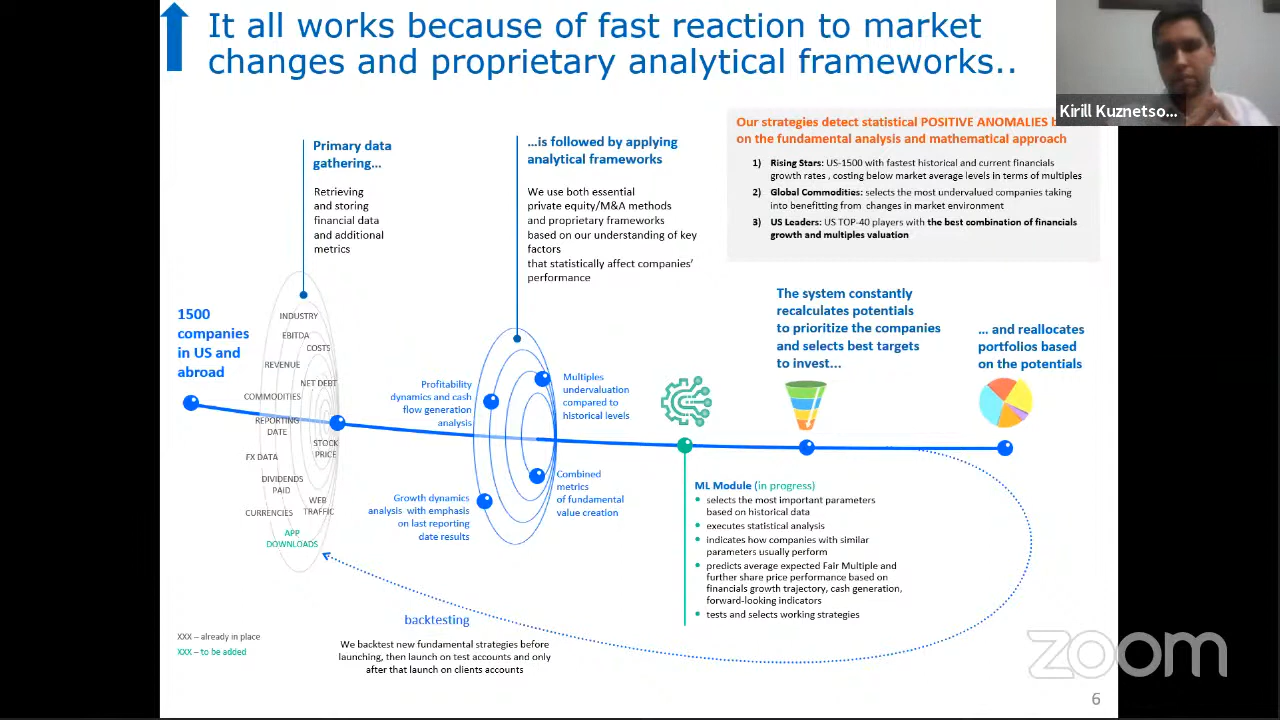 It all works because of fast reaction to market
changes and proprietary analytical frameworks..
Kirill Kuznetso...
Our strategies detect statistical POSITIVE ANOMALIES
on the fundamental analysis and mathematical approach
1) Rising Stars: US-1500 with fastest historical and current financials
growth rates , costing below market average levels in terms of multiples
2) Global Commodities: selects the most undervalued companies taking
into benefitting from changes in market environment
3) US Leaders: US TOP-40 players with the best combination of financials
growth and multiples valuation
Primary data
gathering...
Retrieving
and storing
financial data
and additional
metrics
...is followed by applying
analytical frameworks
We use both essential
private equity/M&A methods
and proprietary frameworks
based on our understanding of key
factors
that statistically affect companies’
performance
1500
companies
in US and
abroad
INDUSTRY
EBITDA
COSTS
REVENUE
NET DEBT
COMMODITIES
REPORTING
DATE
STOCK
PRICE
FX DATA
DIVIDENDS
PAID
WEB
TRAFFIC
CURRENCIES
APP
DOWNLOADS
Profitability
dynamics and cash
flow generation
analysis
Multiples
undervaluation
compared to
historical levels
Growth dynamics
analysis with emphasis
on last reporting
date results
Combined
metrics
of fundamental
value creation
The system constantly
recalculates potentials
to prioritize the companies
and selects best targets
to invest...
... and reallocates
portfolios based
on the potentials
ML Module (in progress)
• selects the most important parameters
based on historical data
• executes statistical analysis
• indicates how companies with similar
parameters usually perform
• predicts average expected Fair Multiple and
further share price performance based on
financials growth trajectory, cash generation,
forward-looking indicators
• tests and selects working strategies
backtesting
We backtest new fundamental strategies before
launching, then launch on test accounts and only
after that launch on clients accounts
XXX – already in place
XXX – to be added
zoom
6